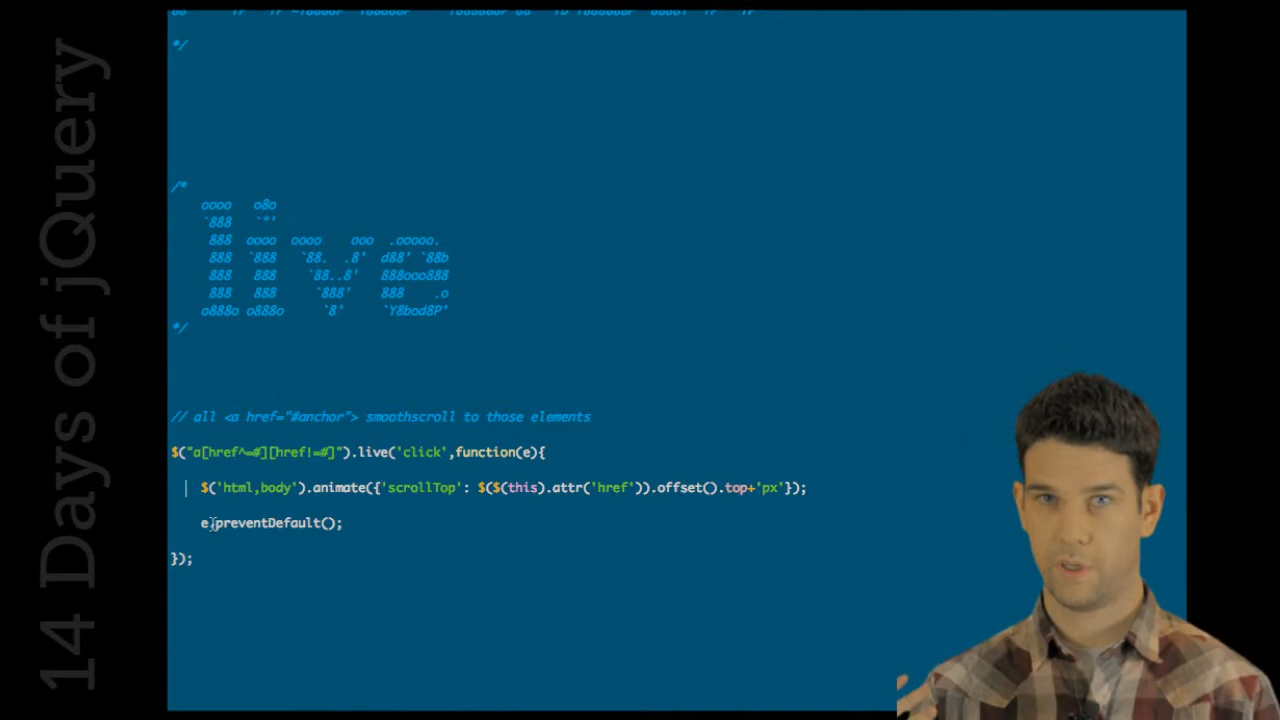 14 Days of jQuery
*/
/*
oooo   o8o
`888   `"'
888  oooo  oooo    ooo  .ooooo.
888  `888   `88.  .8'  d88' `88b
888   888    `88..8'   888ooo888
888   888     `888'    888    .o
o888o o888o     `8'     `Y8bod8P'
*/
// all <a href="#anchor"> smoothscroll to those elements
$("a[href^=#][href!=#]").live('click',function(e){
$('html,body').animate({'scrollTop': $($(this).attr('href')).offset().top+'px'});
e.preventDefault();
});